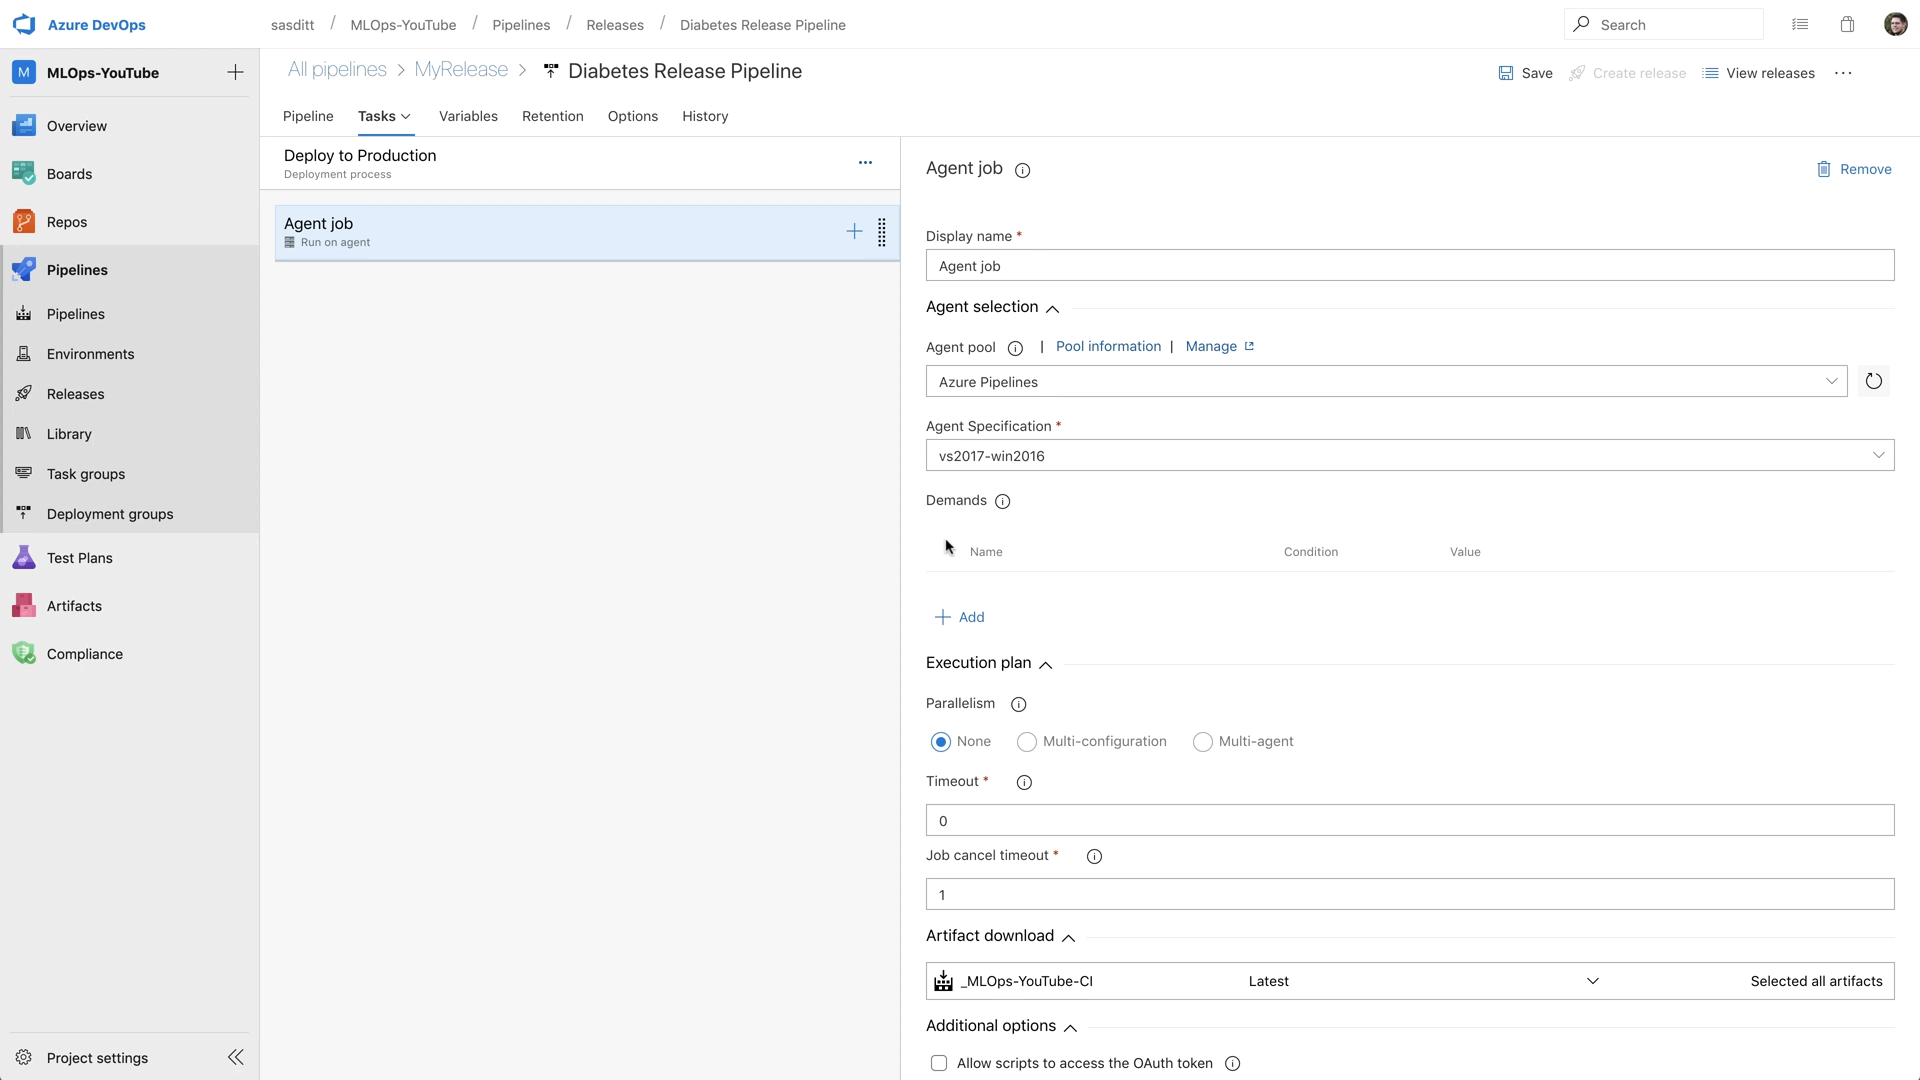 Azure DevOps
sasditt / MLOps-YouTube / Pipelines / Releases / Diabetes Release Pipeline
Search
M MLOps-YouTube
All pipelines > MyRelease > Diabetes Release Pipeline
Save
Create release
View releases
Overview
Boards
Repos
Pipelines
Pipelines
Environments
Releases
Library
Task groups
Deployment groups
Test Plans
Artifacts
Compliance
Project settings
Pipeline
Tasks
Variables
Retention
Options
History
Deploy to Production
Deployment process
Agent job
Run on agent
Agent job
Remove
Display name *
Agent job
Agent selection
Agent pool | Pool information | Manage
Azure Pipelines
Agent Specification *
vs2017-win2016
Demands
Name Condition Value
Add
Execution plan
Parallelism
None Multi-configuration Multi-agent
Timeout *
0
Job cancel timeout *
1
Artifact download
_MLOps-YouTube-CI Latest Selected all artifacts
Additional options
Allow scripts to access the OAuth token